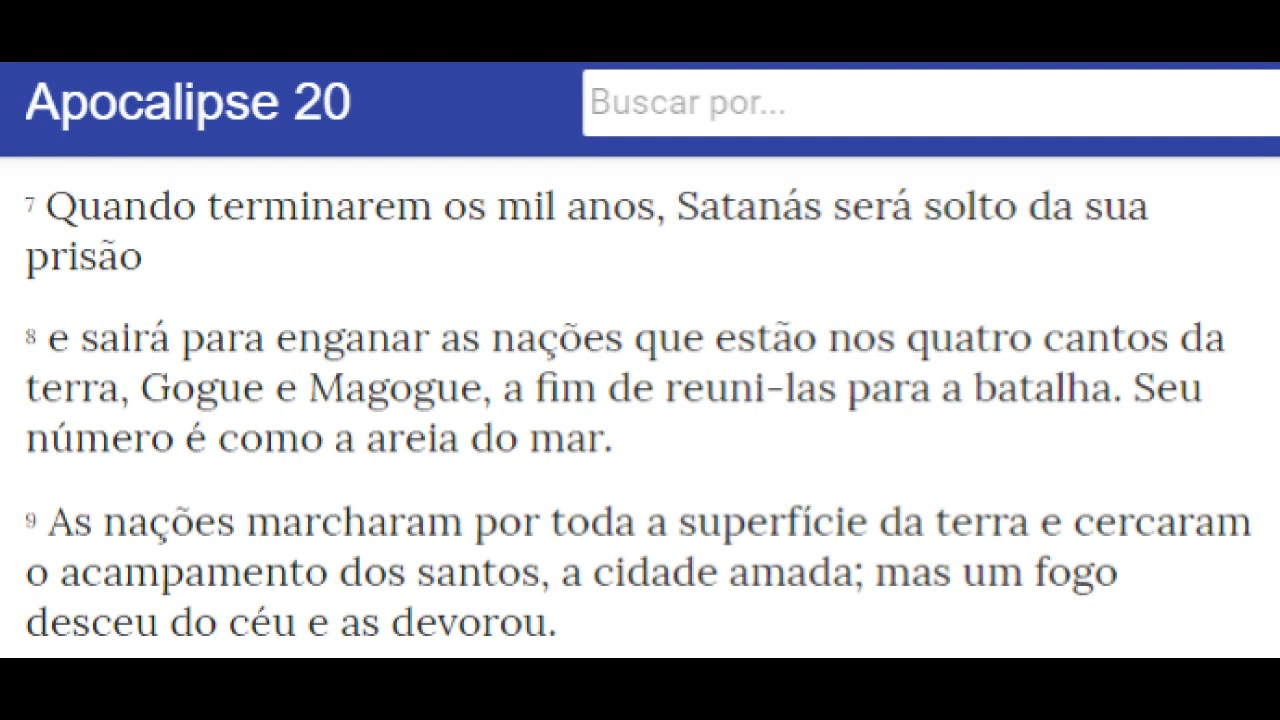 Apocalipse 20
Buscar por...
7 Quando terminarem os mil anos, Satanás será solto da sua
prisão
8 e sairá para enganar as nações que estão nos quatro cantos da
terra, Gogue e Magogue, a fim de reuni-las para a batalha. Seu
número é como a areia do mar.
9 As nações marcharam por toda a superfície da terra e cercaram
o acampamento dos santos, a cidade amada; mas um fogo
desceu do céu e as devorou.